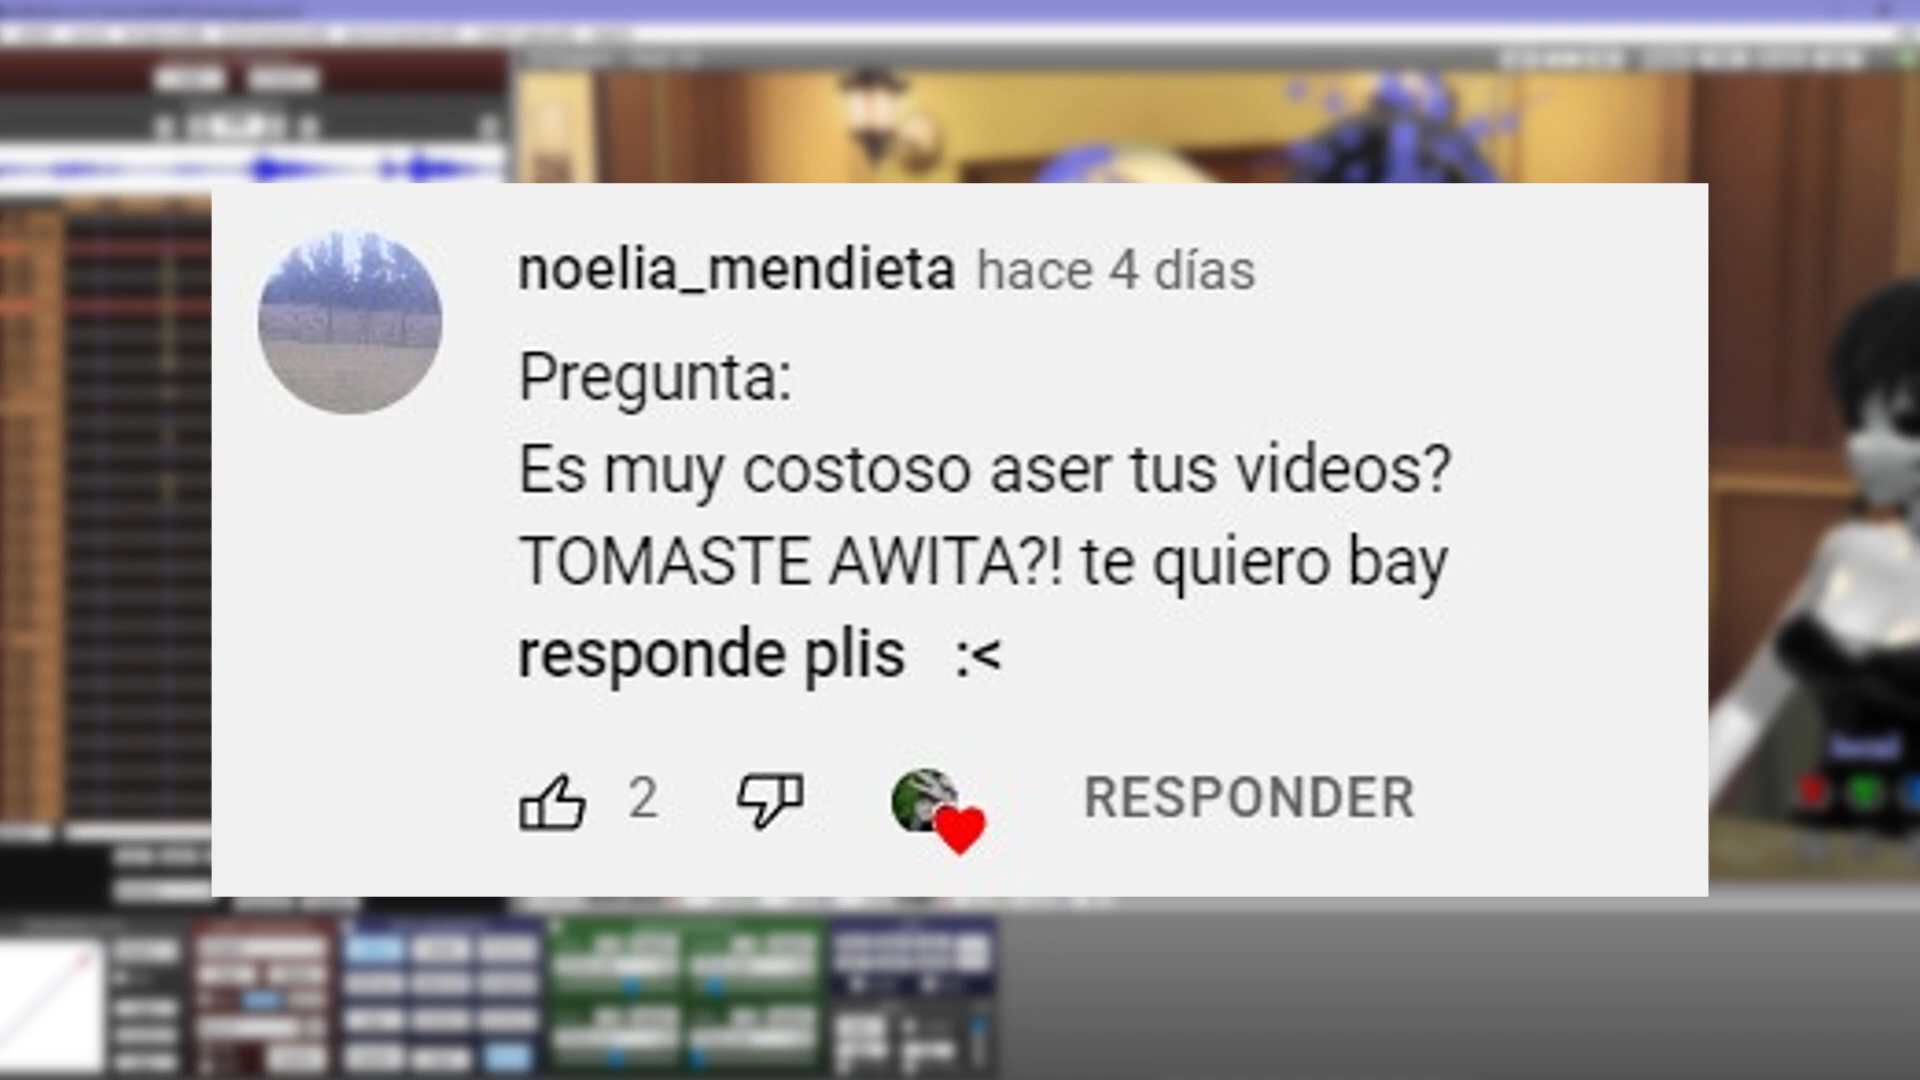 noelia_mendieta hace 4 días
Pregunta:
Es muy costoso aser tus videos?
TOMASTE AWITA?! te quiero bay
responde plis :<
2 RESPONDER
local